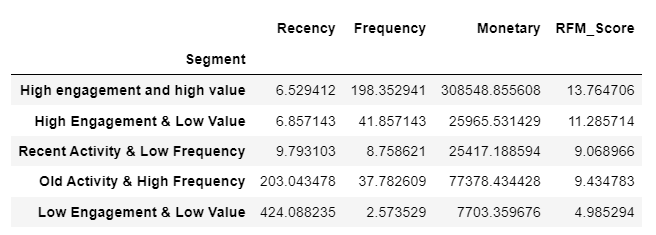 Recency Frequency Monetary RFM_Score
Segment
High engagement and high value 6.529412 198.352941 308548.855608 13.764706
High Engagement & Low Value 6.857143 41.857143 25965.531429 11.285714
Recent Activity & Low Frequency 9.793103 8.758621 25417.188594 9.068966
Old Activity & High Frequency 203.043478 37.782609 77378.434428 9.434783
Low Engagement & Low Value 424.088235 2.573529 7703.359676 4.985294